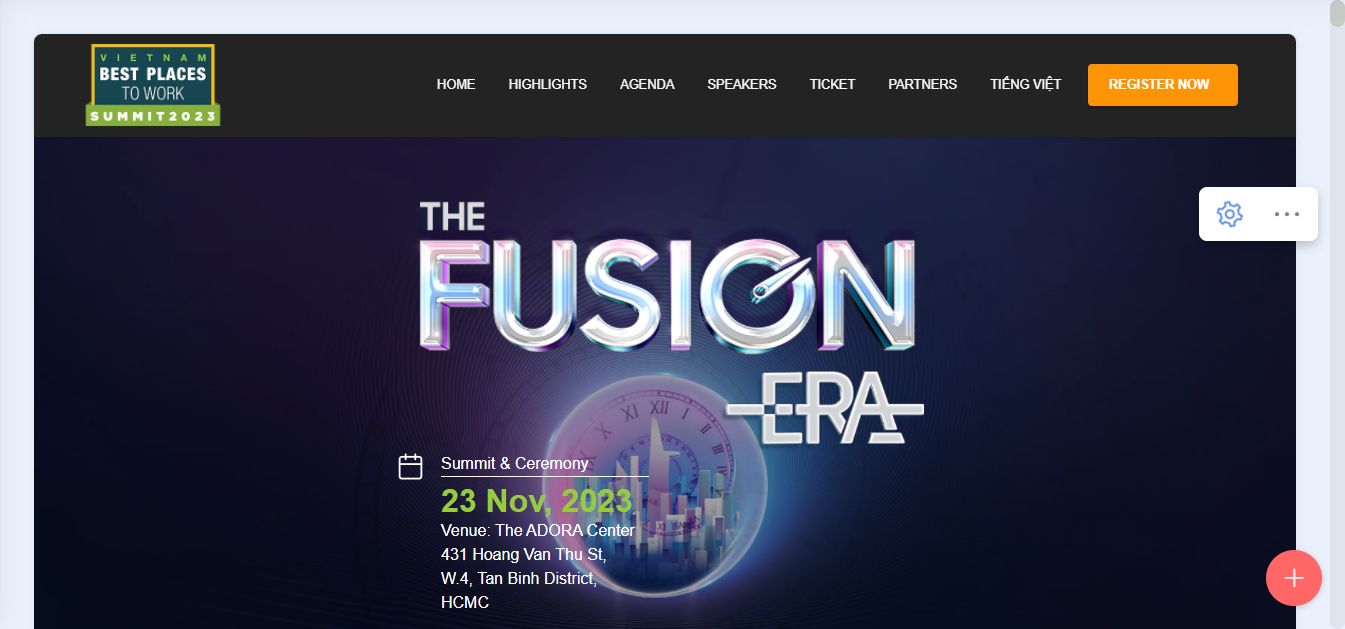 VIETNAM
BEST PLACES
TO WORK
SUMMIT2023
HOME HIGHLIGHTS AGENDA SPEAKERS TICKET PARTNERS TIẾNG VIỆT REGISTER NOW
THE
FUSION
ERA
XI XII I
Summit & Ceremony
23 Nov, 2023
Venue: The ADORA Center
431 Hoang Van Thu St,
W.4, Tan Binh District,
HCMC